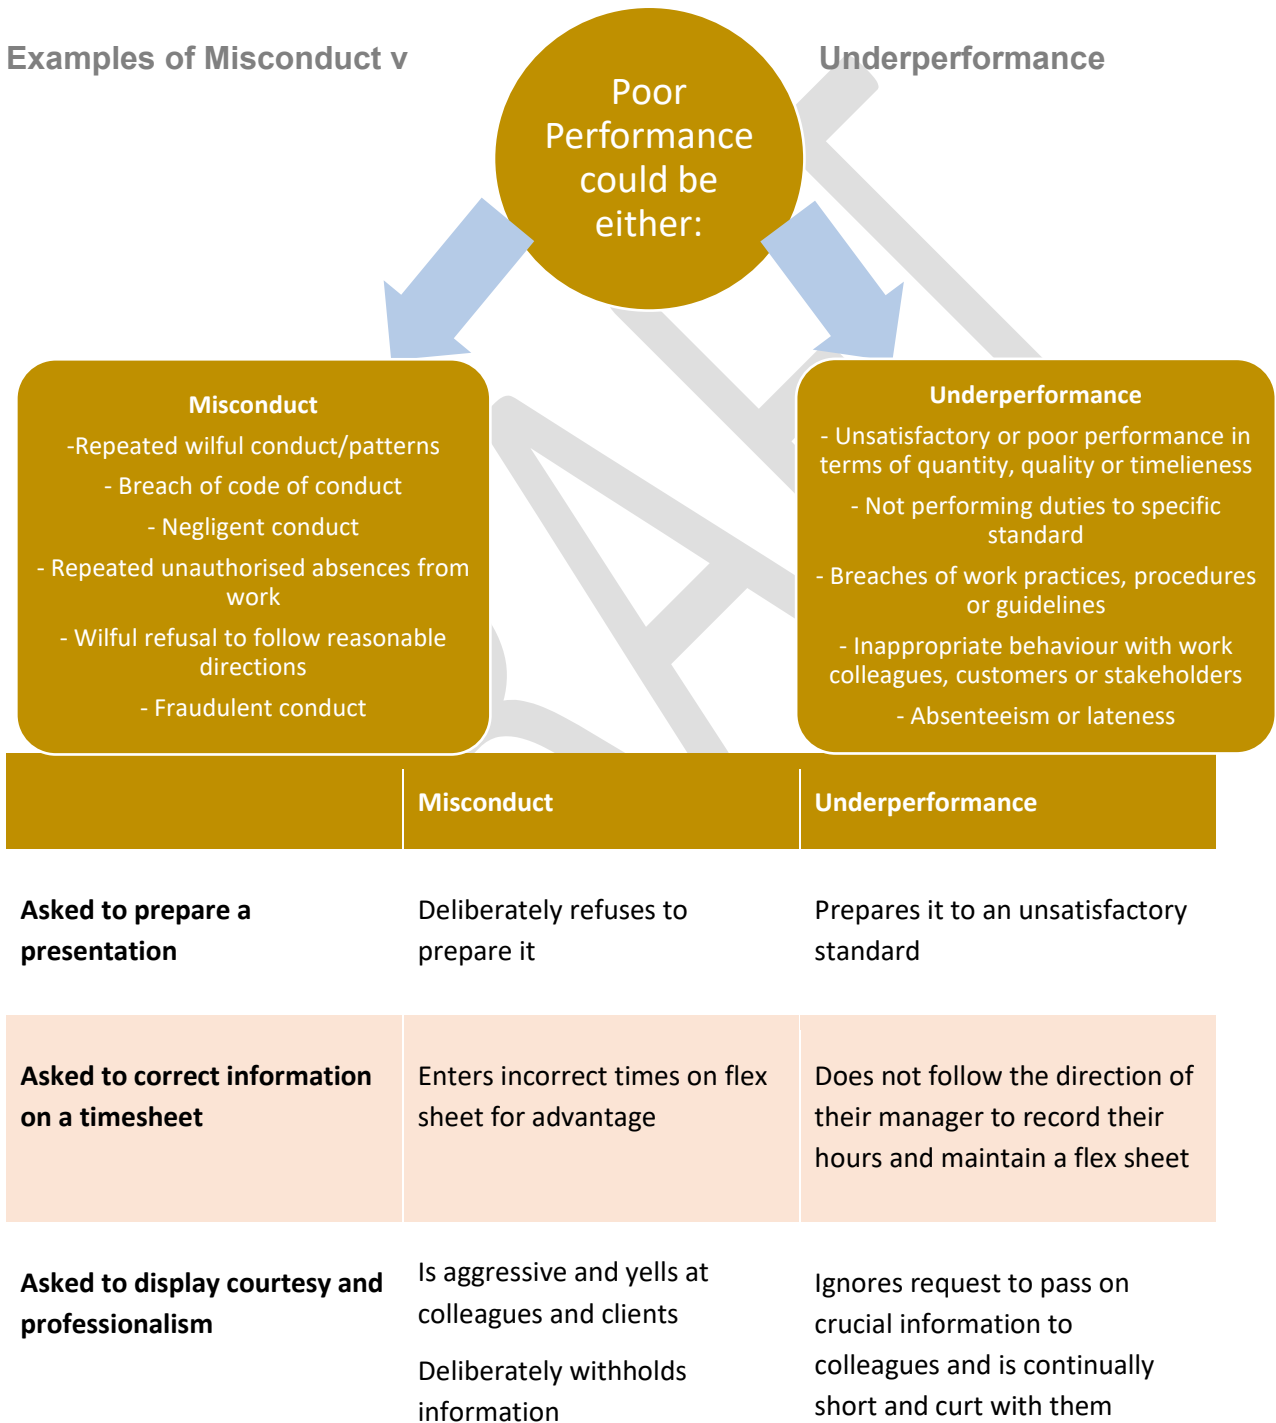 Examples of Misconduct v Underperformance
Poor
Performance
could be
either:
Misconduct
-Repeated wilful conduct/patterns
- Breach of code of conduct
- Negligent conduct
- Repeated unauthorised absences from
work
- Wilful refusal to follow reasonable
directions
- Fraudulent conduct
Underperformance
- Unsatisfactory or poor performance in
terms of quantity, quality or timelieness
- Not performing duties to specific
standard
- Breaches of work practices, procedures
or guidelines
- Inappropriate behaviour with work
colleagues, customers or stakeholders
- Absenteeism or lateness
Misconduct
Underperformance
Asked to prepare a
presentation
Deliberately refuses to
prepare it
Prepares it to an unsatisfactory
standard
Asked to correct information
on a timesheet
Enters incorrect times on flex
sheet for advantage
Does not follow the direction of
their manager to record their
hours and maintain a flex sheet
Asked to display courtesy and
professionalism
Is aggressive and yells at
colleagues and clients
Deliberately withholds
information
Ignores request to pass on
crucial information to
colleagues and is continually
short and curt with them